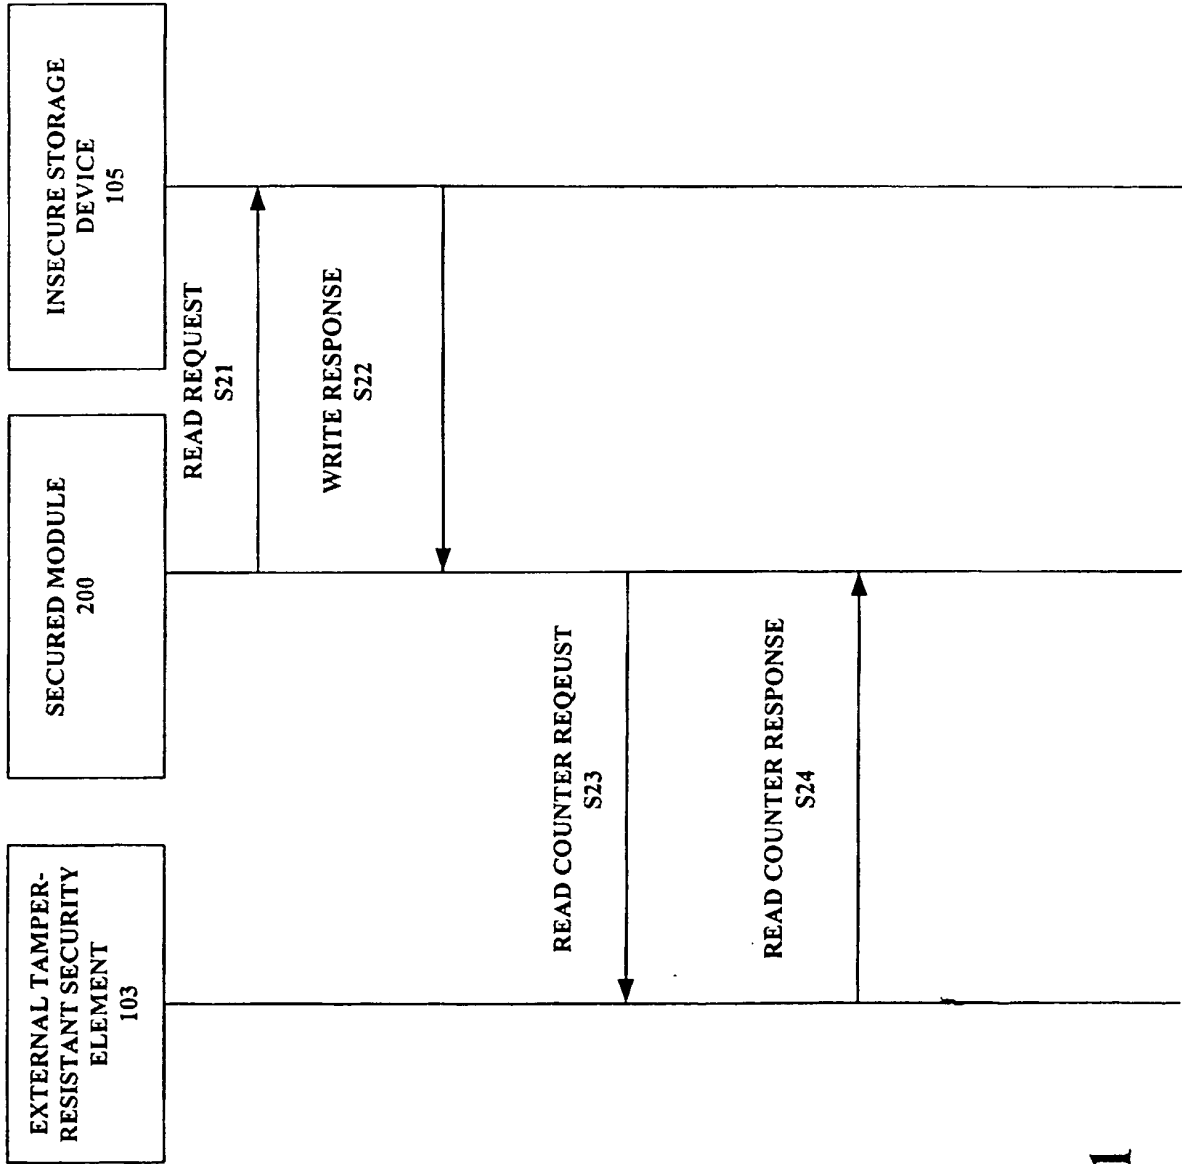 EXTERNAL TAMPER-
RESISTANT SECURITY
ELEMENT
103
SECURED MODULE
200
INSECURE STORAGE
DEVICE
105
READ REQUEST
S21
WRITE RESPONSE
S22
READ COUNTER REQEUST
S23
READ COUNTER RESPONSE
S24
1